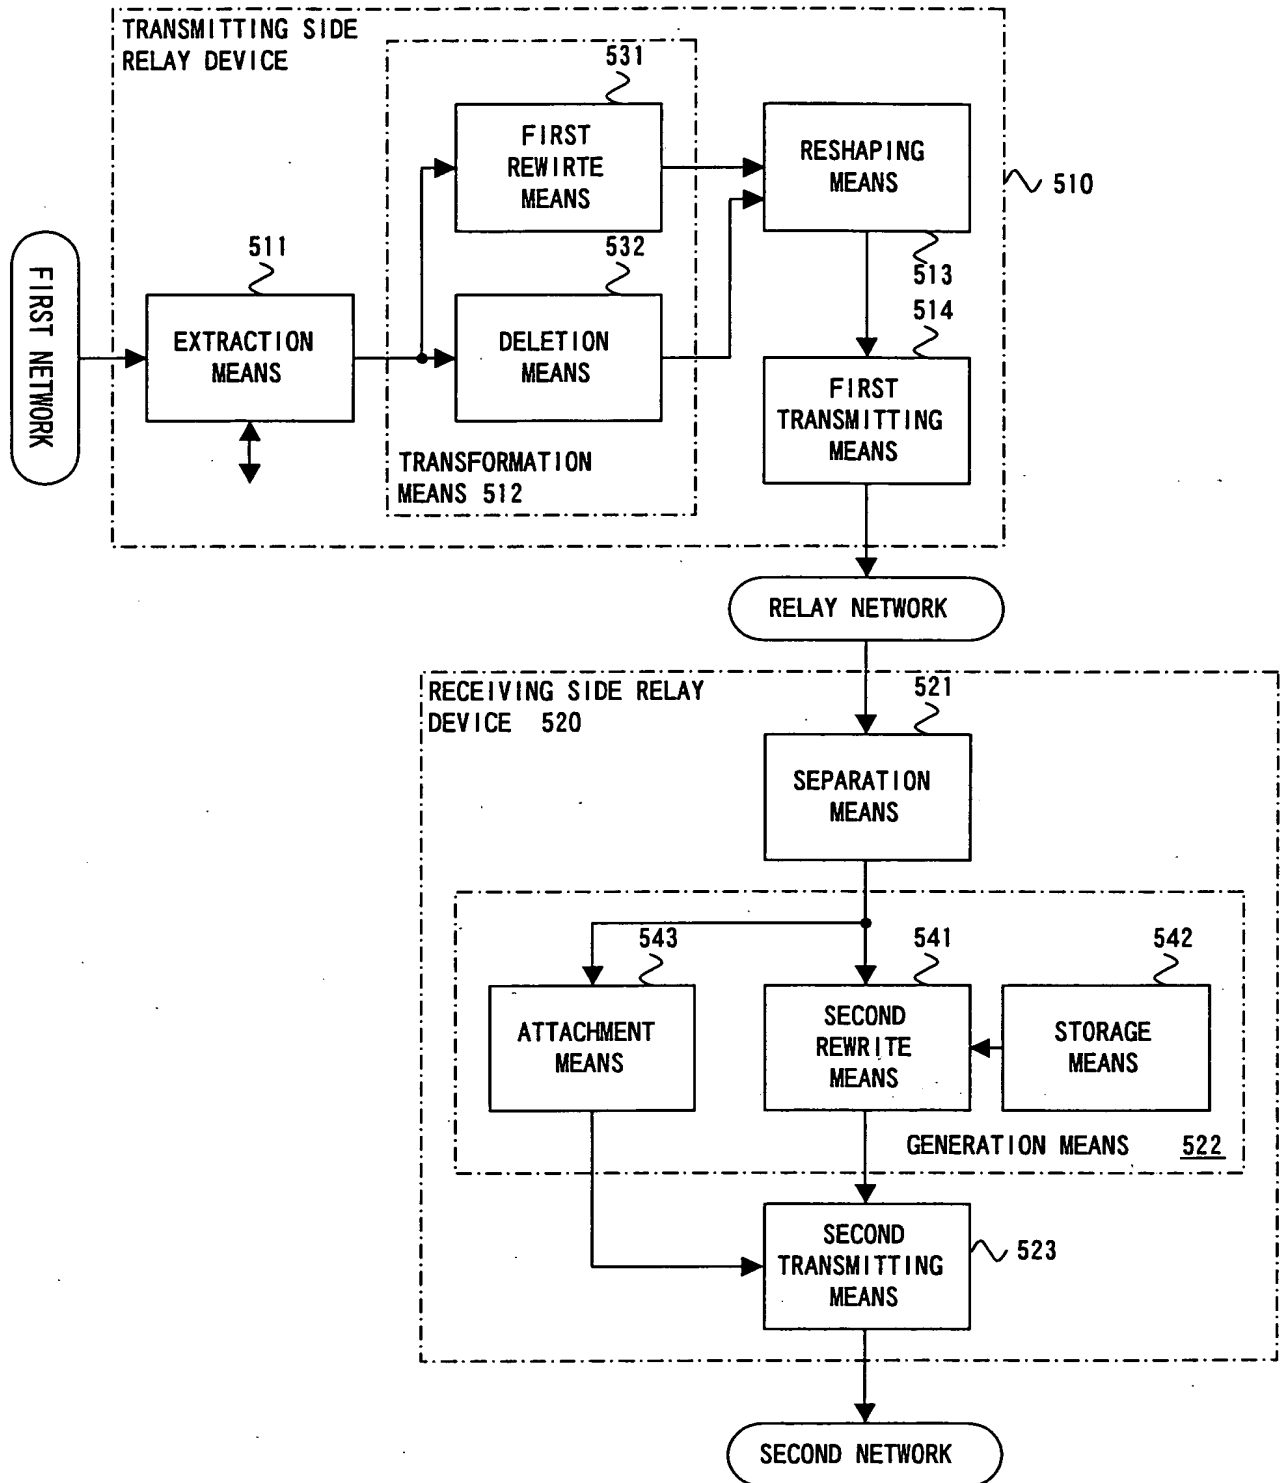 TRANSMITTING SIDE
RELAY DEVICE
531
FIRST
REWIRTE
MEANS
RESHAPING
MEANS
510
513
511
532
514
FIRST NETWORK
EXTRACTION
MEANS
DELETION
MEANS
FIRST
TRANSMITTING
MEANS
TRANSFORMATION
MEANS 512
RELAY NETWORK
RECEIVING SIDE RELAY
DEVICE 520
521
SEPARATION
MEANS
543
541
542
ATTACHMENT
MEANS
SECOND
REWRITE
MEANS
STORAGE
MEANS
GENERATION MEANS 522
SECOND
TRANSMITTING
MEANS
523
SECOND NETWORK